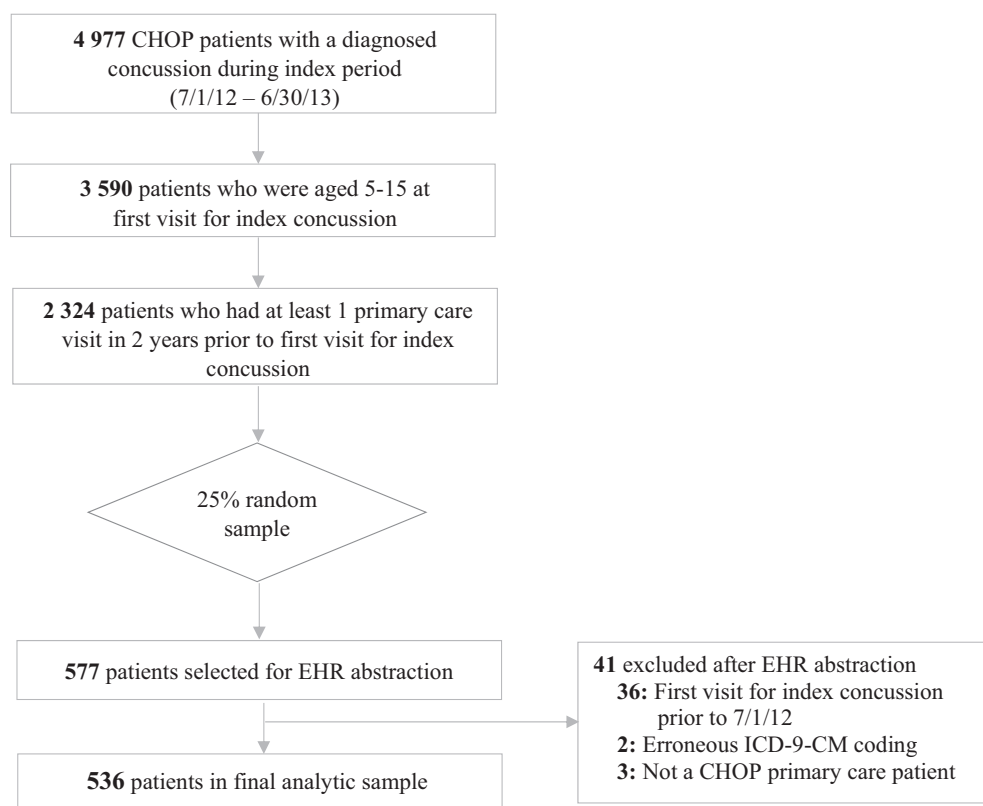 4 977 CHOP patients with a diagnosed
concussion during index period
(7/1/12 – 6/30/13)
3 590 patients who were aged 5-15 at
first visit for index concussion
2 324 patients who had at least 1 primary care
visit in 2 years prior to first visit for index
concussion
25% random
sample
577 patients selected for EHR abstraction
41 excluded after EHR abstraction
36: First visit for index concussion
prior to 7/1/12
2: Erroneous ICD-9-CM coding
3: Not a CHOP primary care patient
536 patients in final analytic sample